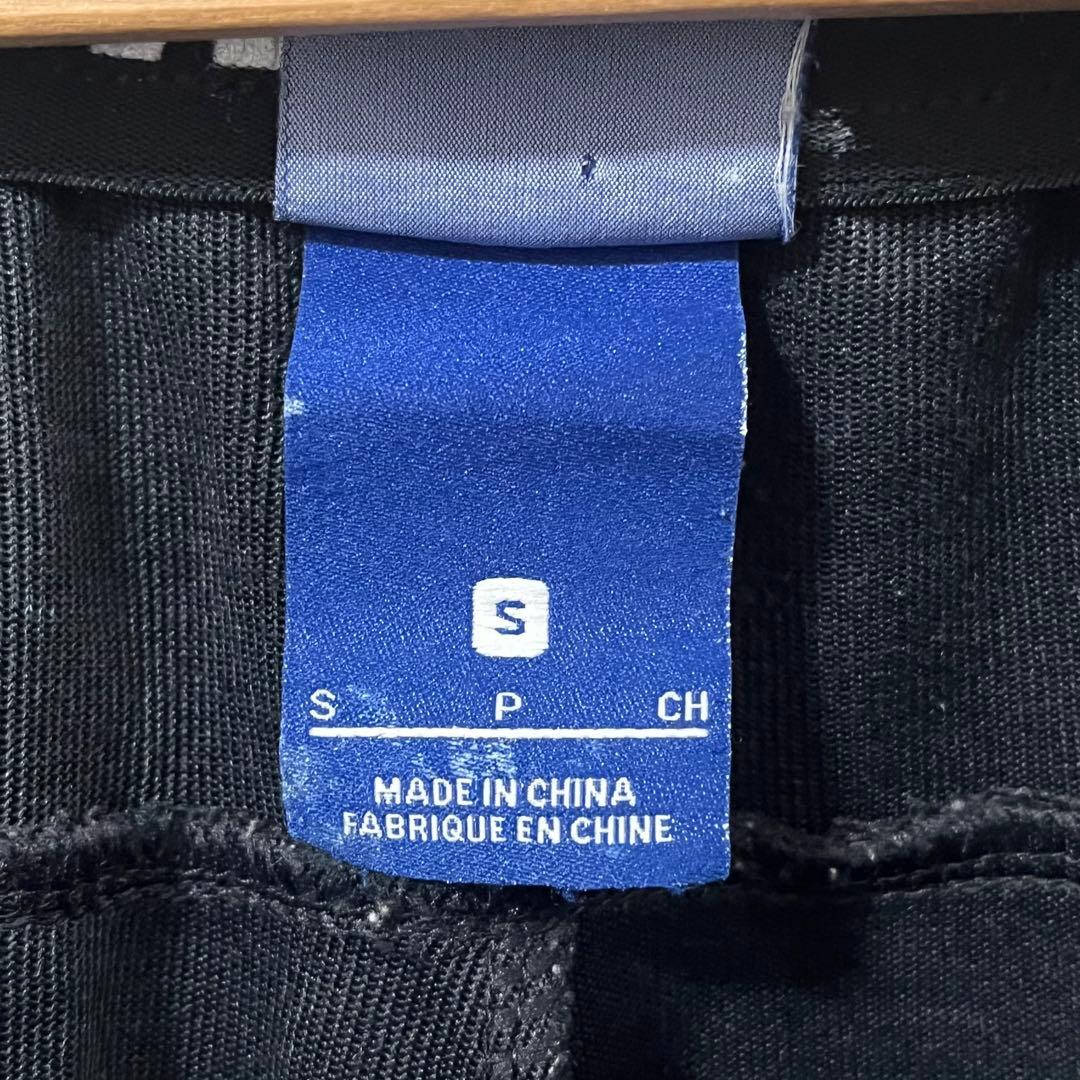 S
S P CH
MADE IN CHINA
FABRIQUE EN CHINE